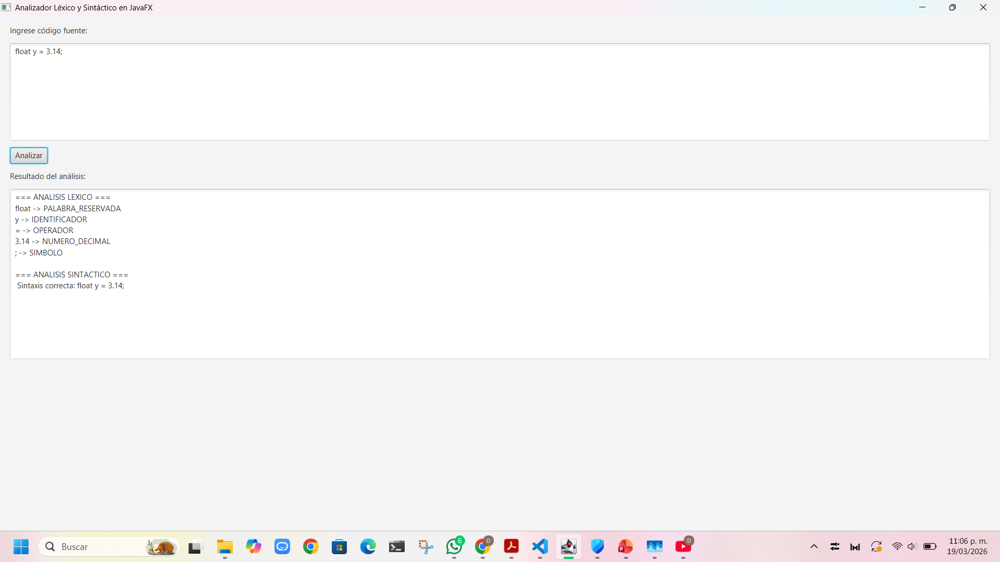 Analizador Léxico y Sintáctico en JavaFX
Ingrese código fuente:
float y = 3.14;
Analizar
Resultado del análisis:
=== ANALISIS LEXICO ===
float -> PALABRA_RESERVADA
y -> IDENTIFICADOR
= -> OPERADOR
3.14 -> NUMERO_DECIMAL
; -> SIMBOLO
=== ANALISIS SINTACTICO ===
Sintaxis correcta: float y = 3.14;
Buscar
6
D
P
D
11:06 p. m.
19/03/2026